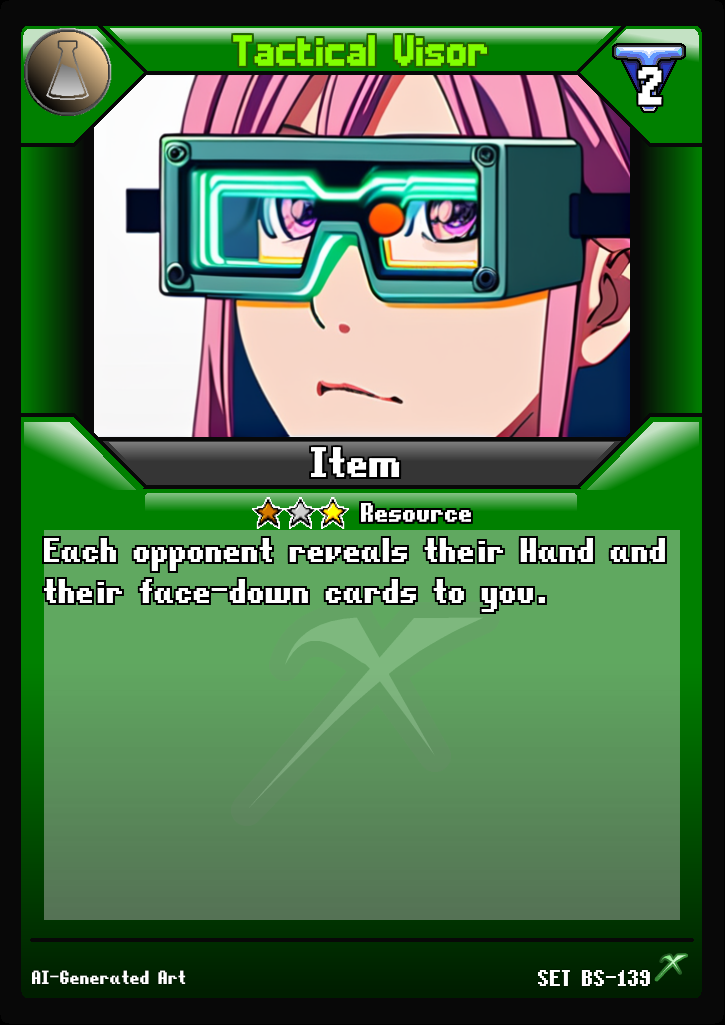 Tactical Visor
2
Item
Resource
Each opponent reveals their Hand and
their face-down cards to you.
AI-Generated Art
SET BS-139